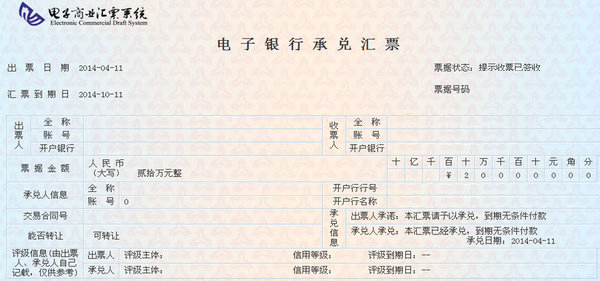 电子商业汇票系统
Electronic Commercial Draft System
电子银行承兑汇票
出票日期 2014-04-11
票据状态：提示收票已签收
汇票到期日 2014-10-11
票据号码
出票人
全称
账号
开户银行
收票人
全称
账号
开户银行
票据金额
人民币
（大写） 贰拾万元整
十亿千百十万千百十元角分
¥20000000
承兑人信息
全称
账号 0
开户行行号
开户行名称
交易合同号
承兑信息
出票人承诺：本汇票请予以承兑，到期无条件付款
能否转让 可转让
承兑人承兑：本汇票已经承兑，到期无条件付款
承兑日期：2014-04-11
评级信息(由出票人、承兑人自己记载，仅供参考)
出票人 评级主体： 信用等级： 评级到期日：--
承兑人 评级主体： 信用等级： 评级到期日：--